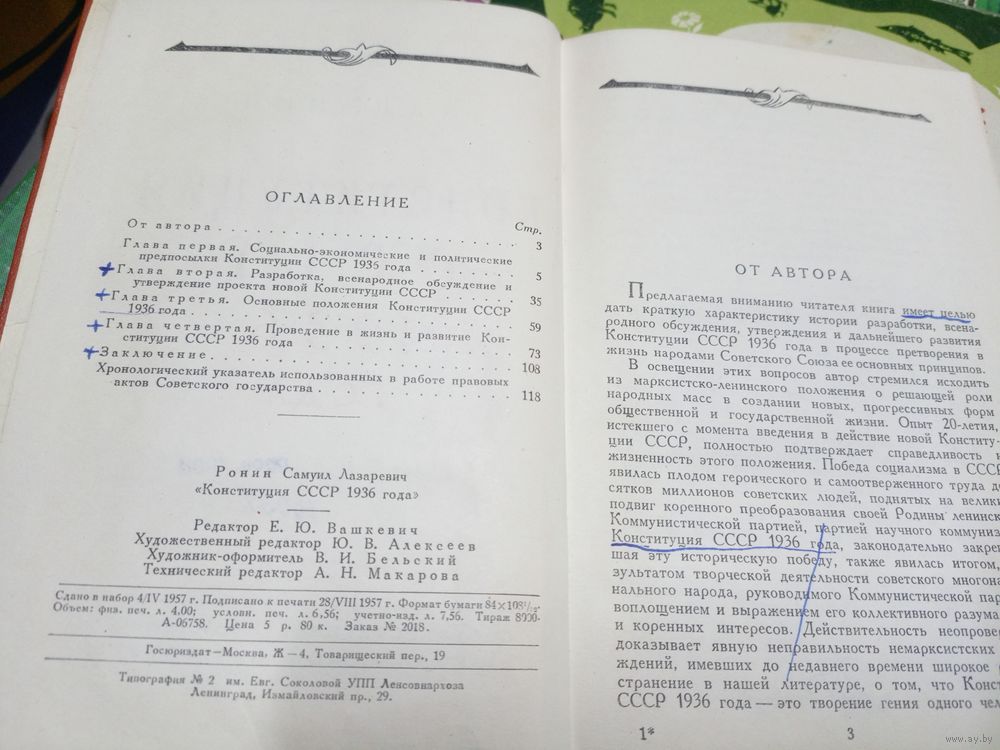 ОГЛАВЛЕНИЕ
Стр.
От автора . . . . . . . . . . . . . . . . . . . . . . . . 3
Глава первая. Социально-экономические и политические
предпосылки Конституции СССР 1936 года . . . . . . . . 5
Глава вторая. Разработка, всенародное обсуждение и
утверждение проекта новой Конституции СССР . . . . . . 35
Глава третья. Основные положения Конституции СССР
1936 года . . . . . . . . . . . . . . . . . . . . . . . . 59
Глава четвертая. Проведение в жизнь и развитие Кон-
ституции СССР 1936 года . . . . . . . . . . . . . . . . 73
Заключение . . . . . . . . . . . . . . . . . . . . . . . . 108
Хронологический указатель использованных в работе правовых
актов Советского государства . . . . . . . . . . . . . . 118
Ронин Самуил Лазаревич
«Конституция СССР 1936 года»
Редактор Е. Ю. Вашкевич
Художественный редактор Ю. В. Алексеев
Художник-оформитель В. И. Бельский
Технический редактор А. Н. Макарова
Сдано в набор 4/IV 1957 г. Подписано к печати 28/VIII 1957 г. Формат бумаги 84×108¹/₃₂.
Объем: физ. печ. л. 4,00; условн. печ. л. 6,56; учетно-изд. л. 7,56. Тираж 8000.
А-06758. Цена 5 р. 80 к. Заказ № 2018.
Госюриздат — Москва, Ж — 4, Товарищеский пер., 19
Типография № 2 им. Евг. Соколовой УПП Ленсовнархоза
Ленинград, Измайловский пр., 29.
ОТ АВТОРА
Предлагаемая вниманию читателя книга имеет целью
дать краткую характеристику истории разработки, всена-
родного обсуждения, утверждения и дальнейшего развития
Конституции СССР 1936 года в процессе претворения в
жизнь народами Советского Союза ее основных принципов.
В освещении этих вопросов автор стремился исходить
из марксистско-ленинского положения о решающей роли
народных масс в создании новых, прогрессивных форм
общественной и государственной жизни. Опыт 20-летия,
истекшего с момента введения в действие новой Конститу-
ции СССР, полностью подтверждает справедливость и
жизненность этого положения. Победа социализма в СССР
явилась плодом героического и самоотверженного труда де
сятков миллионов советских людей, поднятых на велики
подвиг коренного преобразования своей Родины ленинско
Коммунистической партией, партией научного коммуниз
Конституция СССР 1936 года, законодательно закре
шая эту историческую победу, также явилась итогом,
зультатом творческой деятельности советского многона
нального народа, руководимого Коммунистической пар
воплощением и выражением его коллективного разума
и коренных интересов. Действительность неопрове
доказывает явную неправильность немарксистских
ждений, имевших до недавнего времени широкое
странение в нашей литературе, о том, что Конс
СССР 1936 года — это творение гения одного чел
1*
3
www.ay.by